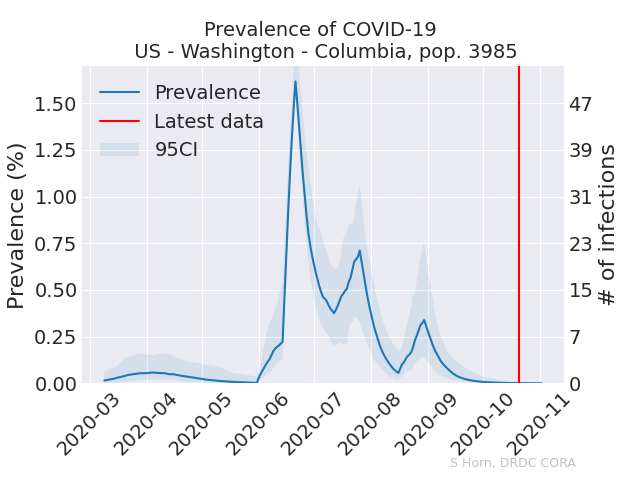 Prevalence of COVID-19
US - Washington - Columbia, pop. 3985
Prevalence
Latest data
95CI
Prevalence (%)
1.50
1.25
1.00
0.75
0.50
0.25
0.00
47
39
31
23
15
7
0
# of infections
2020-03
2020-04
2020-05
2020-06
2020-07
2020-08
2020-09
2020-10
2020-11
S Horn, DRDC CORA